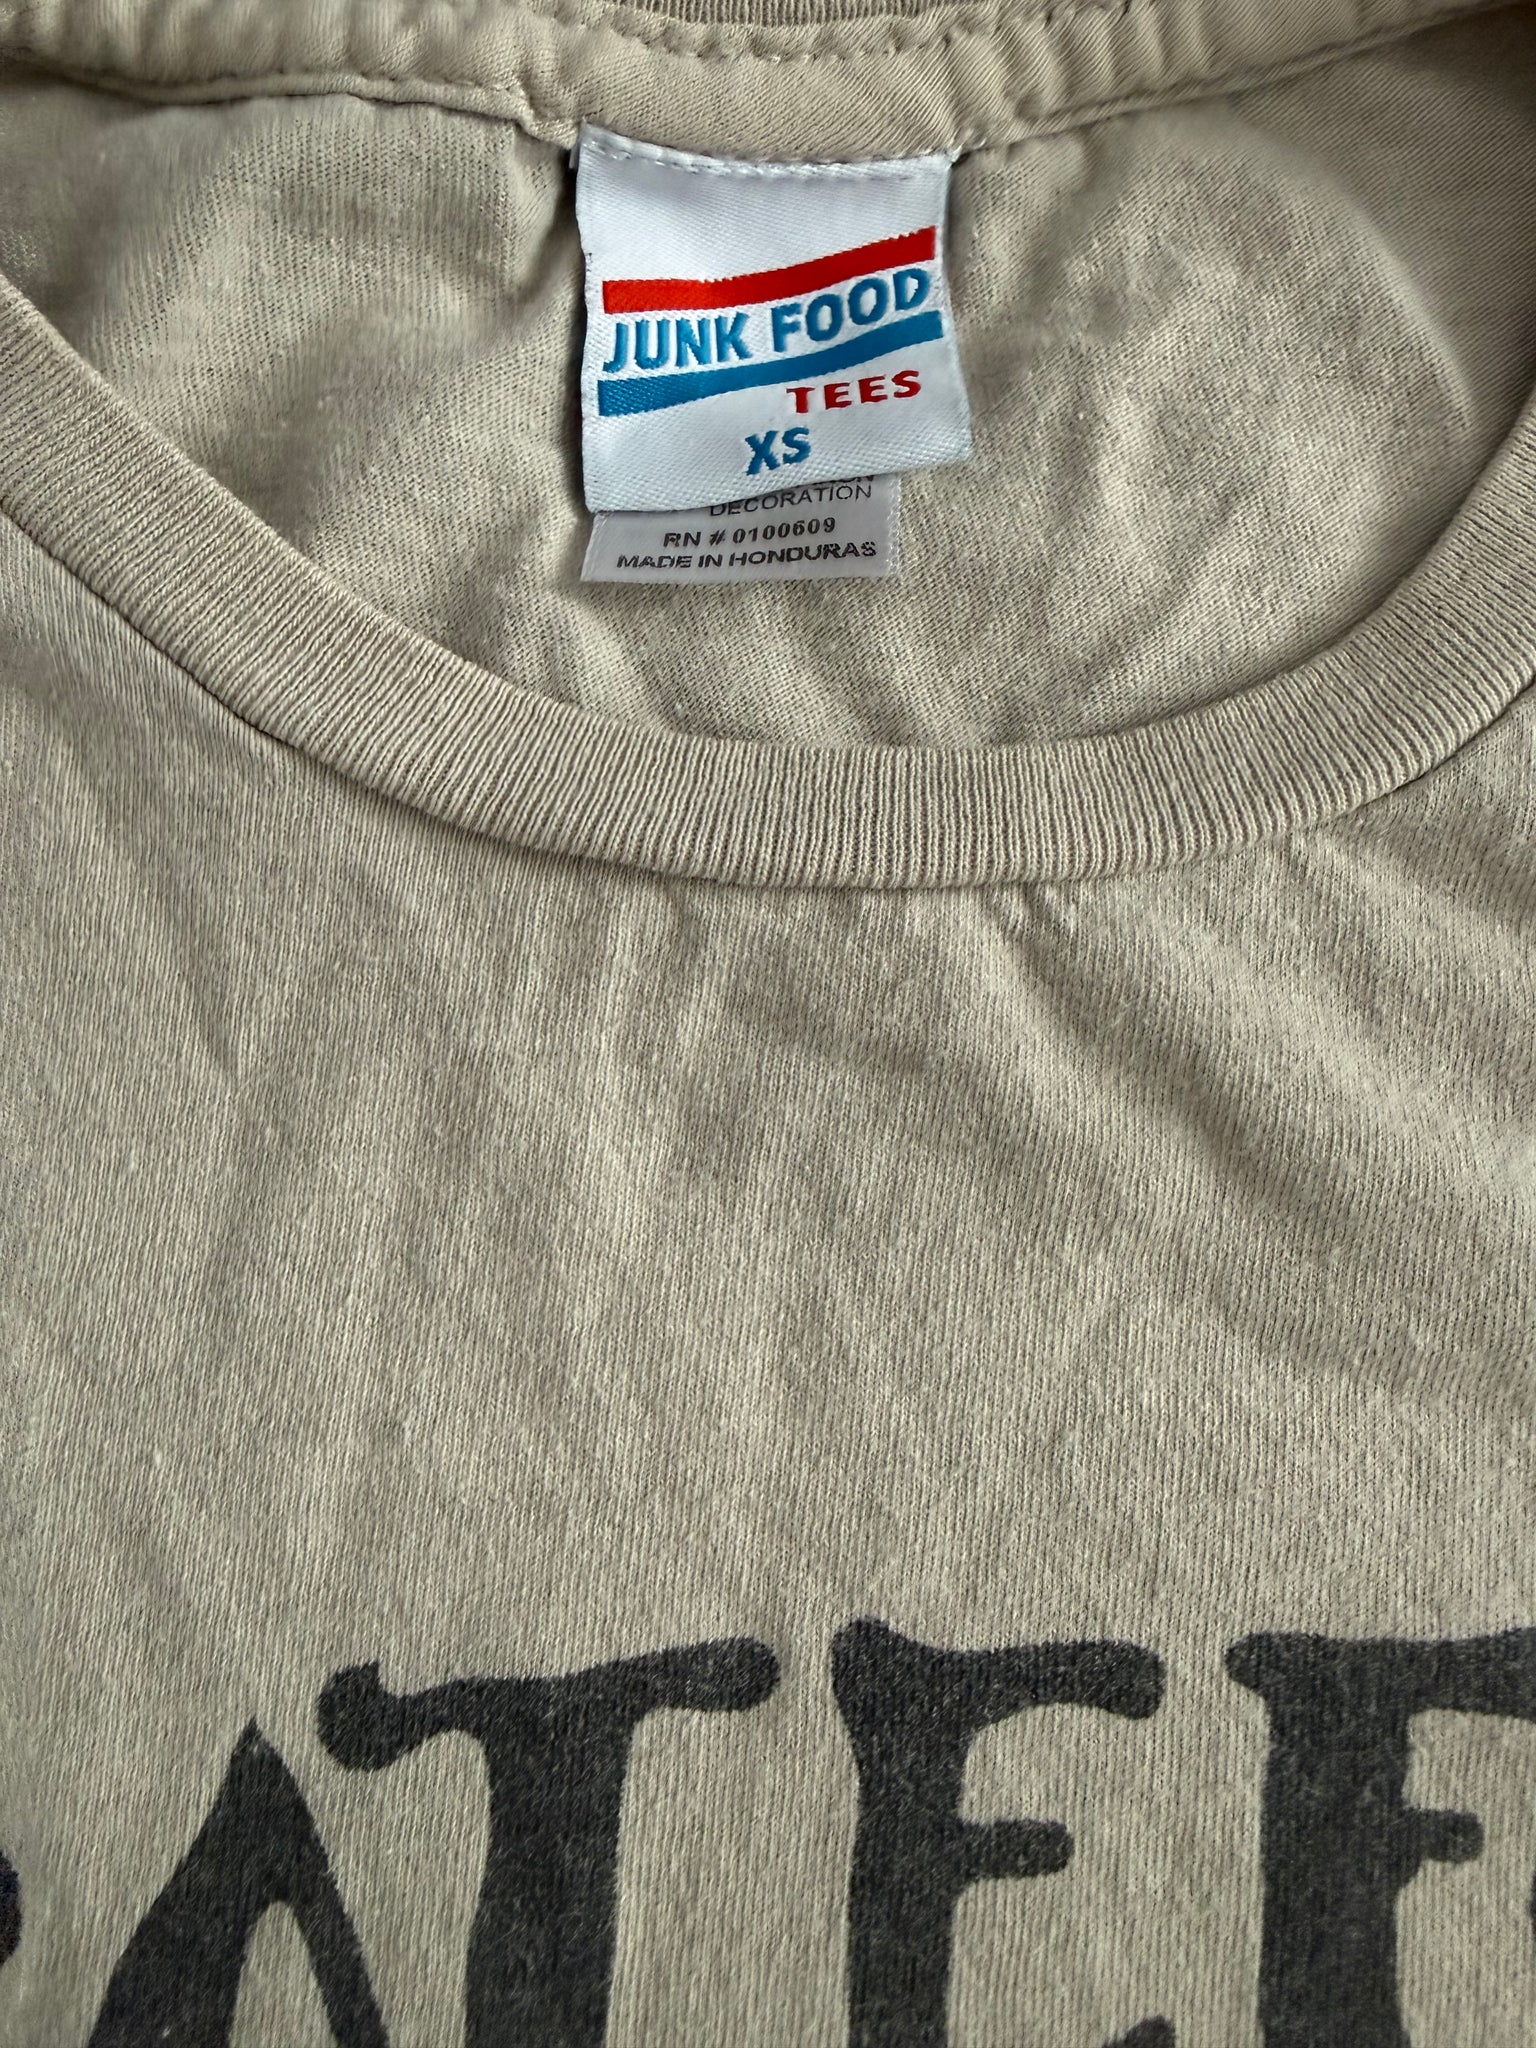 JUNK FOOD
TEES
XS
DECORATION
RN # 0100609
MADE IN HONDURAS